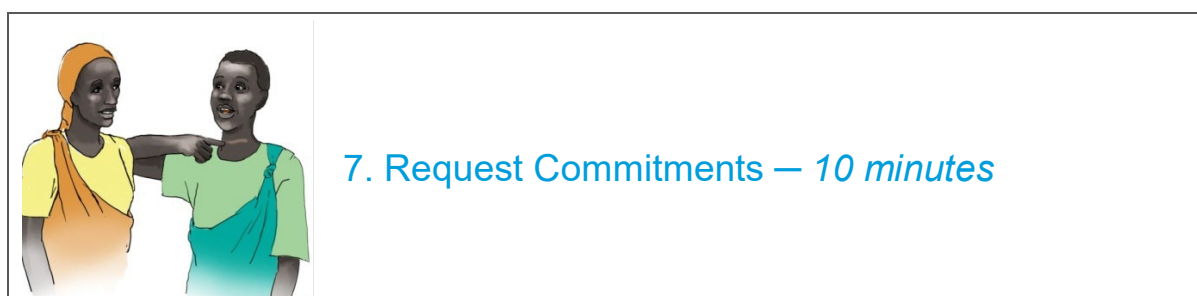 7. Request Commitments — 10 minutes